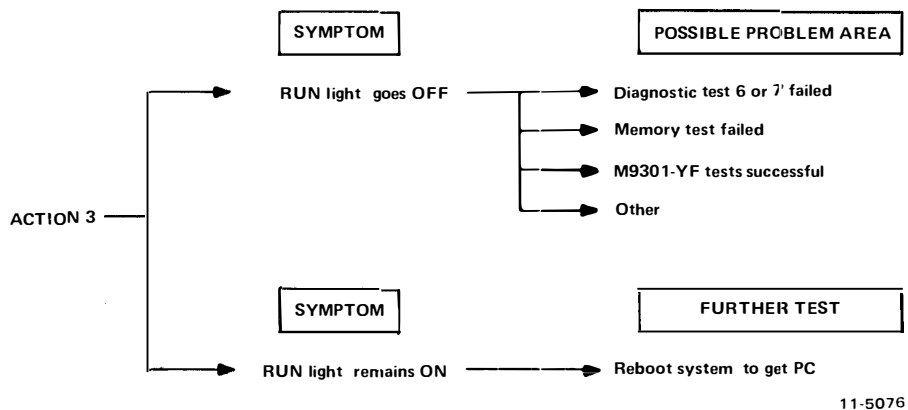 SYMPTOM
POSSIBLE PROBLEM AREA
RUN light goes OFF
Diagnostic test 6 or 7' failed
Memory test failed
M9301-YF tests successful
Other
ACTION 3
SYMPTOM
FURTHER TEST
RUN light remains ON
Reboot system to get PC
11-5076